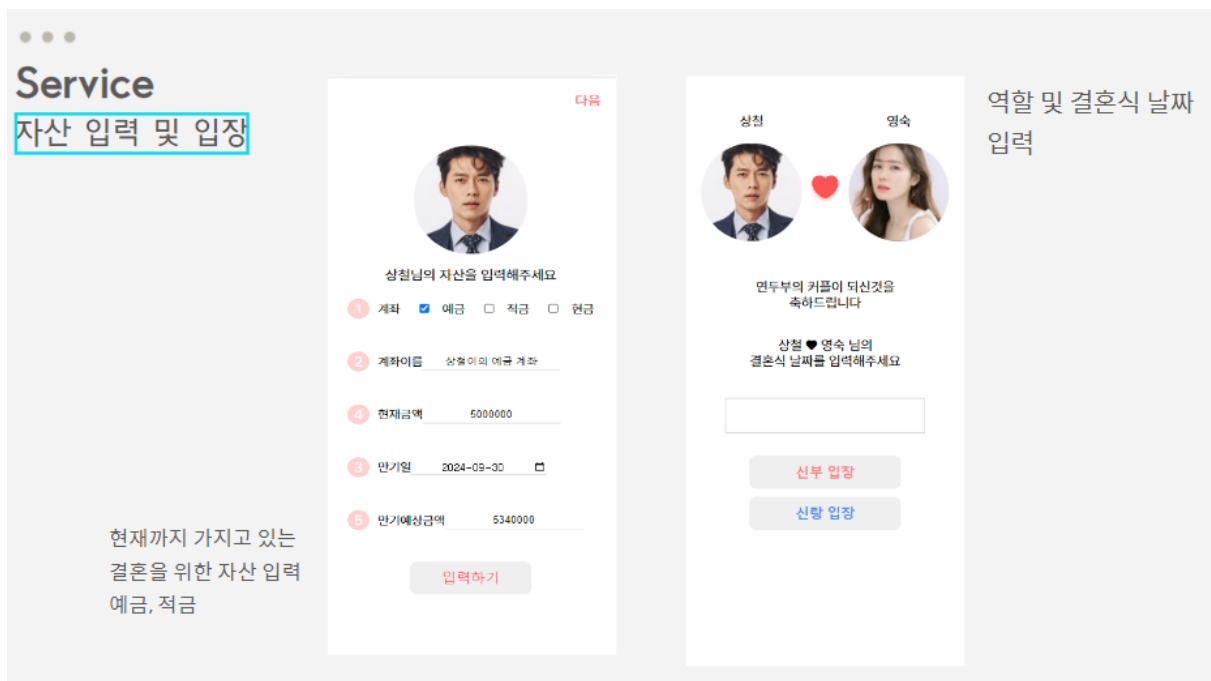 Service
자산 입력 및 입장
다음
상철님의 자산을 입력해주세요
1 계좌 예금 적금 현금
2 계좌이름 상철이의 예금 계좌
4 현재금액 5000000
3 만기일 2024-09-30
5 만기예상금액 5340000
입력하기
현재까지 가지고 있는
결혼을 위한 자산 입력
예금, 적금
상철 영숙
연두부의 커플이 되신것을
축하드립니다
상철 ♥ 영숙 님의
결혼식 날짜를 입력해주세요
신부 입장
신랑 입장
역할 및 결혼식 날짜
입력